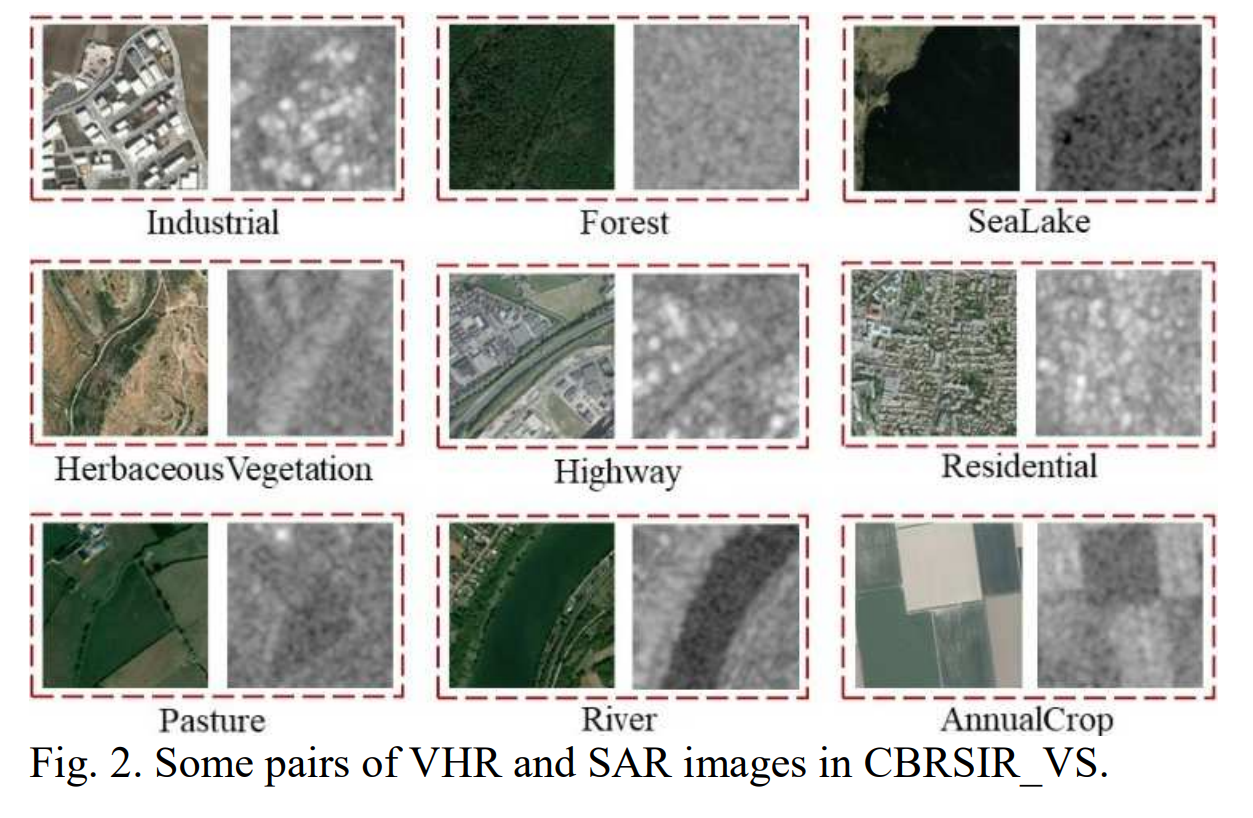 Industrial
Forest
SeaLake
HerbaceousVegetation
Highway
Residential
Pasture
River
AnnualCrop
Fig. 2. Some pairs of VHR and SAR images in CBRSIR_VS.